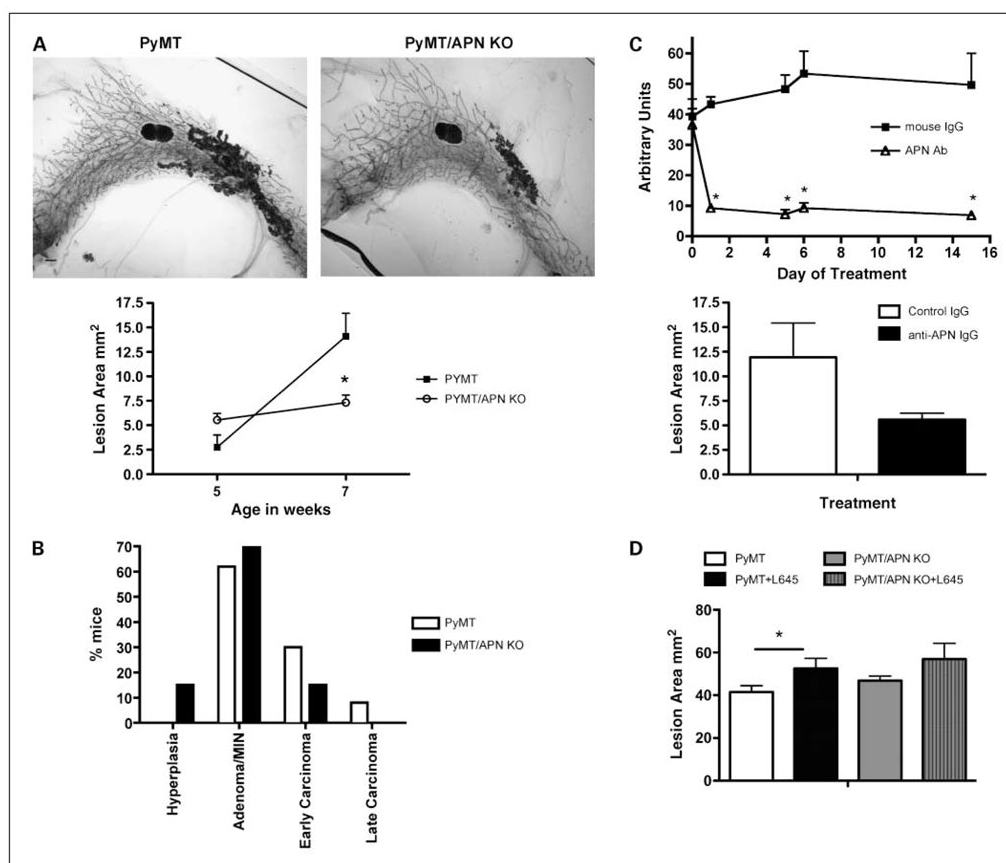 A
PyMT
PyMT/APN KO
17.5
15.0
12.5
10.0
7.5
5.0
2.5
0.0
Lesion Area mm2
*
5
7
Age in weeks
PYMT
PYMT/APN KO
B
70
60
50
40
30
20
10
0
% mice
Hyperplasia
Adenoma/MIN
Early Carcinoma
Late Carcinoma
PyMT
PyMT/APN KO
C
60
50
40
30
20
10
0
Arbitrary Units
* * * *
0 2 4 6 8 10 12 14 16
Day of Treatment
mouse IgG
APN Ab
17.5
15.0
12.5
10.0
7.5
5.0
2.5
0.0
Lesion Area mm2
Control IgG
anti-APN IgG
Treatment
D
PyMT
PyMT/APN KO
PyMT+L645
PyMT/APN KO+L645
80
60
40
20
0
Lesion Area mm2
*